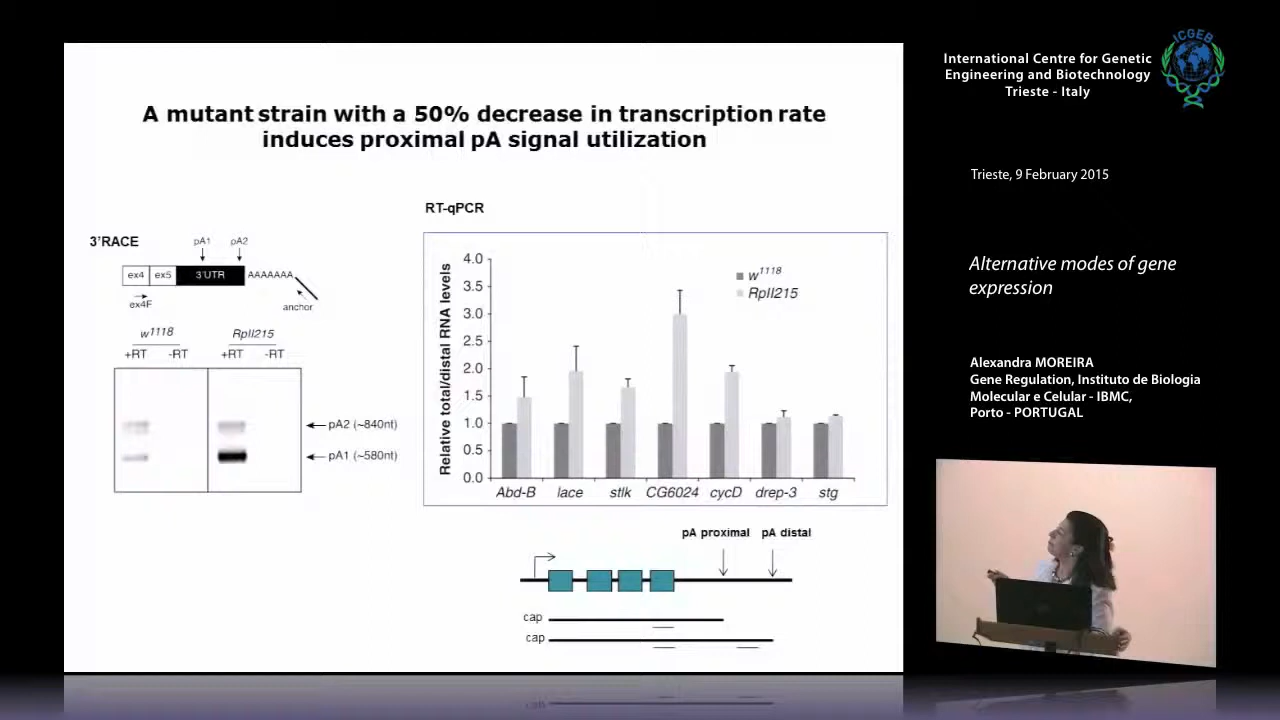 A mutant strain with a 50% decrease in transcription rate
induces proximal pA signal utilization
3'RACE
pA1 pA2
ex4 ex5 3'UTR AAAAAAA
ex4F
anchor
w1118 RpII215
+RT -RT +RT -RT
pA2 (~840nt)
pA1 (~580nt)
RT-qPCR
Relative total/distal RNA levels
4.0
3.5
3.0
2.5
2.0
1.5
1.0
0.5
0.0
w1118
RpII215
Abd-B lace stlk CG6024 cycD drep-3 stg
pA proximal pA distal
cap
cap
ICGEB
International Centre for Genetic
Engineering and Biotechnology
Trieste - Italy
Trieste, 9 February 2015
Alternative modes of gene
expression
Alexandra MOREIRA
Gene Regulation, Instituto de Biologia
Molecular e Celular - IBMC,
Porto - PORTUGAL